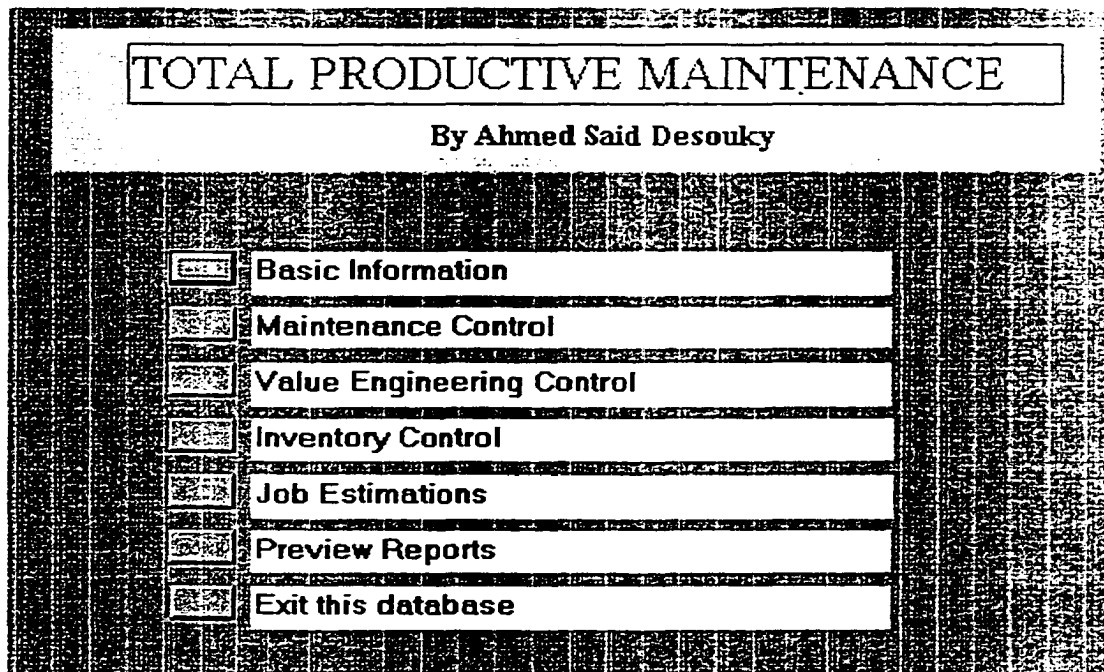 TOTAL PRODUCTIVE MAINTENANCE
By Ahmed Said Desouky
Basic Information
Maintenance Control
Value Engineering Control
Inventory Control
Job Estimations
Preview Reports
Exit this database